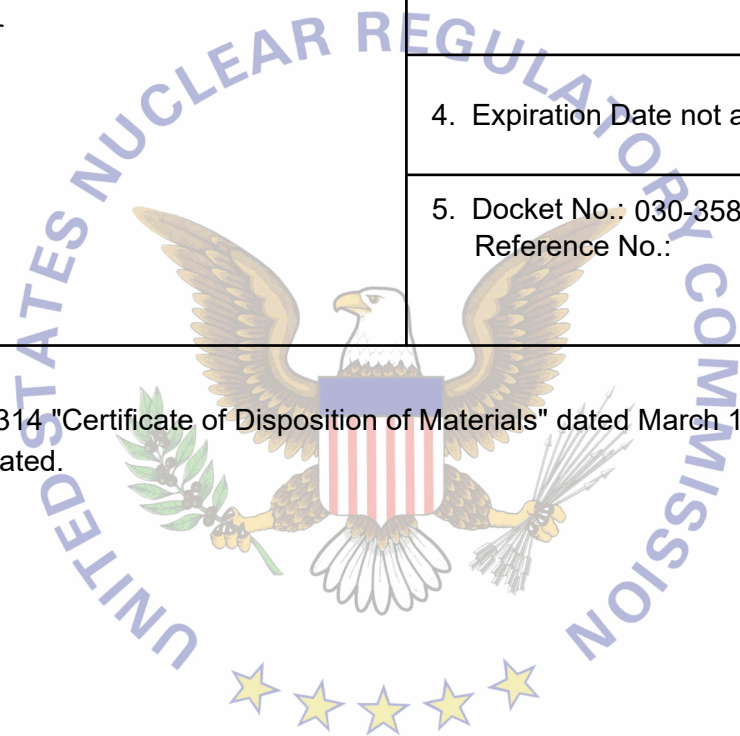 UNITED STATES NUCLEAR REGULATORY COMMISSION
4. Expiration Date not
5. Docket No.: 030-358
Reference No.:
314 "Certificate of Disposition of Materials" dated March 1
ated.